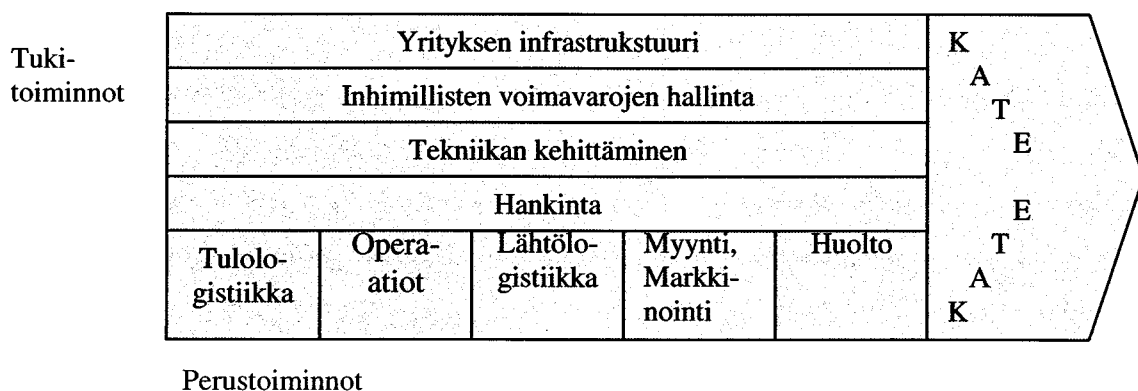 Tuki-
toiminnot
Yrityksen infrastrukstuuri
Inhimillisten voimavarojen hallinta
Tekniikan kehittäminen
Hankinta
Tulolo-
gistiikka
Opera-
atiot
Lähtölo-
gistiikka
Myynti,
Markki-
nointi
Huolto
K
A
T
E
E
T
A
K
Perustoiminnot